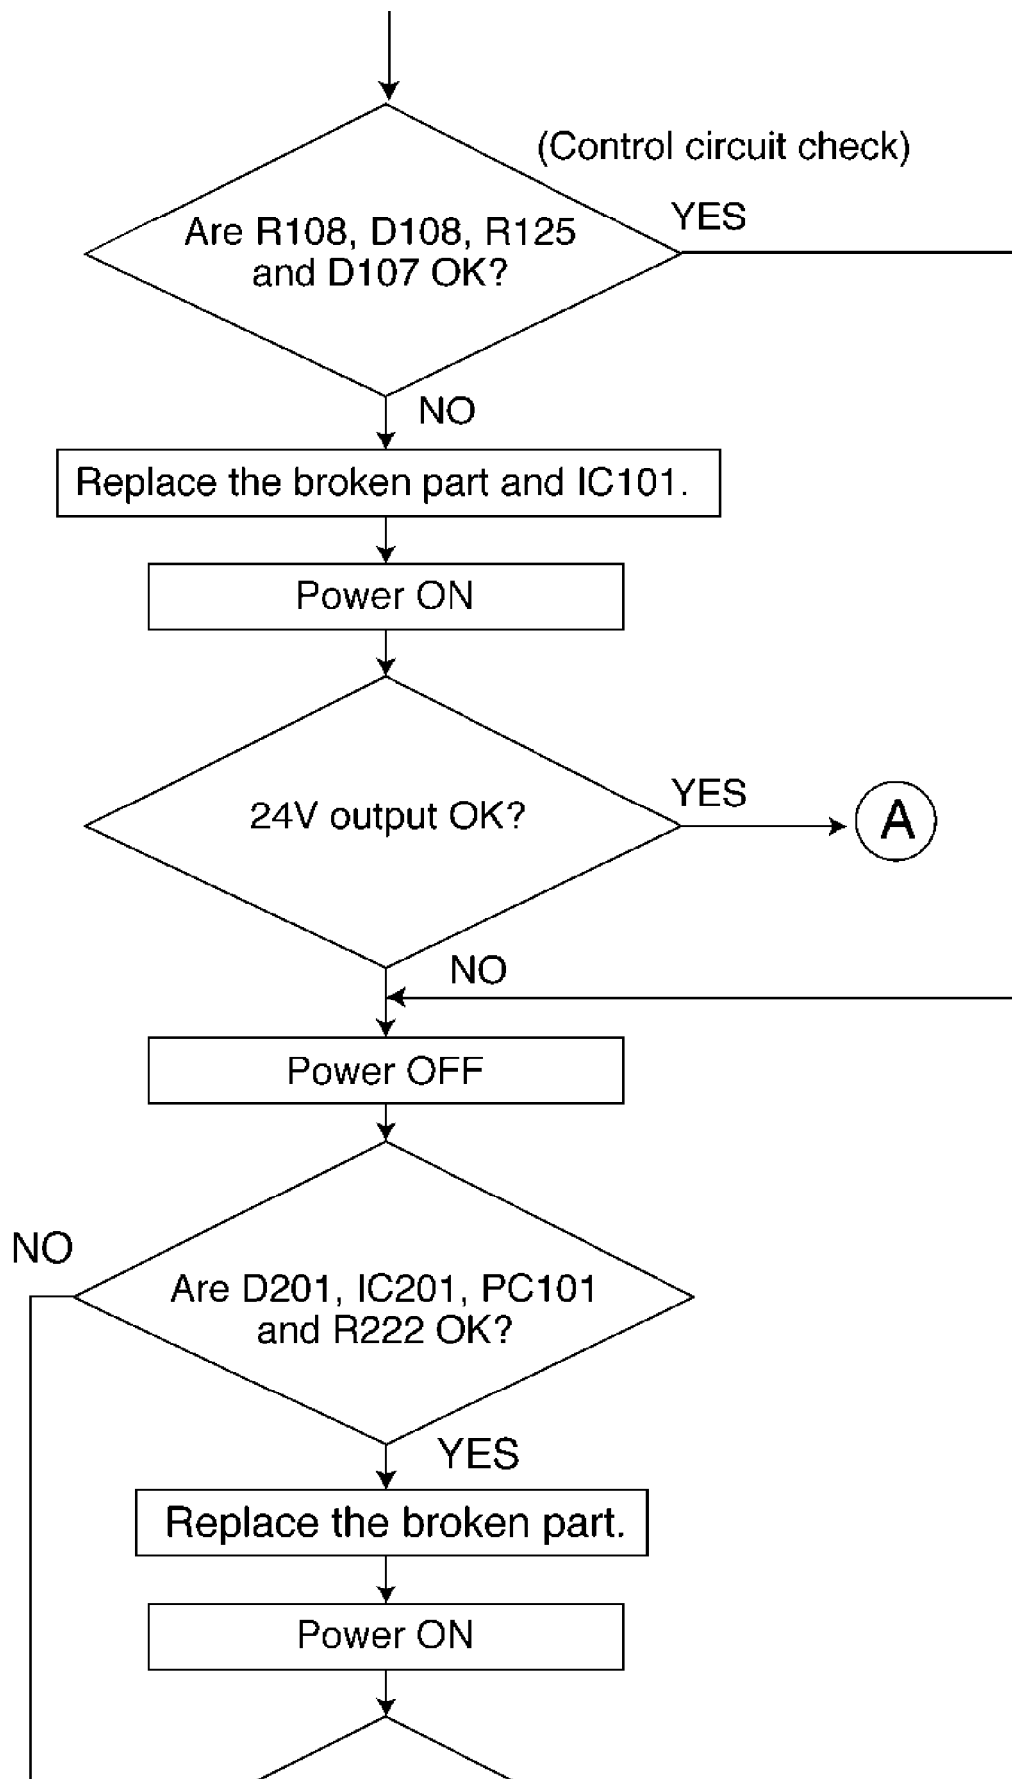 (Control circuit check)
YES
Are R108, D108, R125
and D107 OK?
NO
Replace the broken part and IC101.
Power ON
24V output OK?
YES
A
NO
Power OFF
NO
Are D201, IC201, PC101
and R222 OK?
YES
Replace the broken part.
Power ON